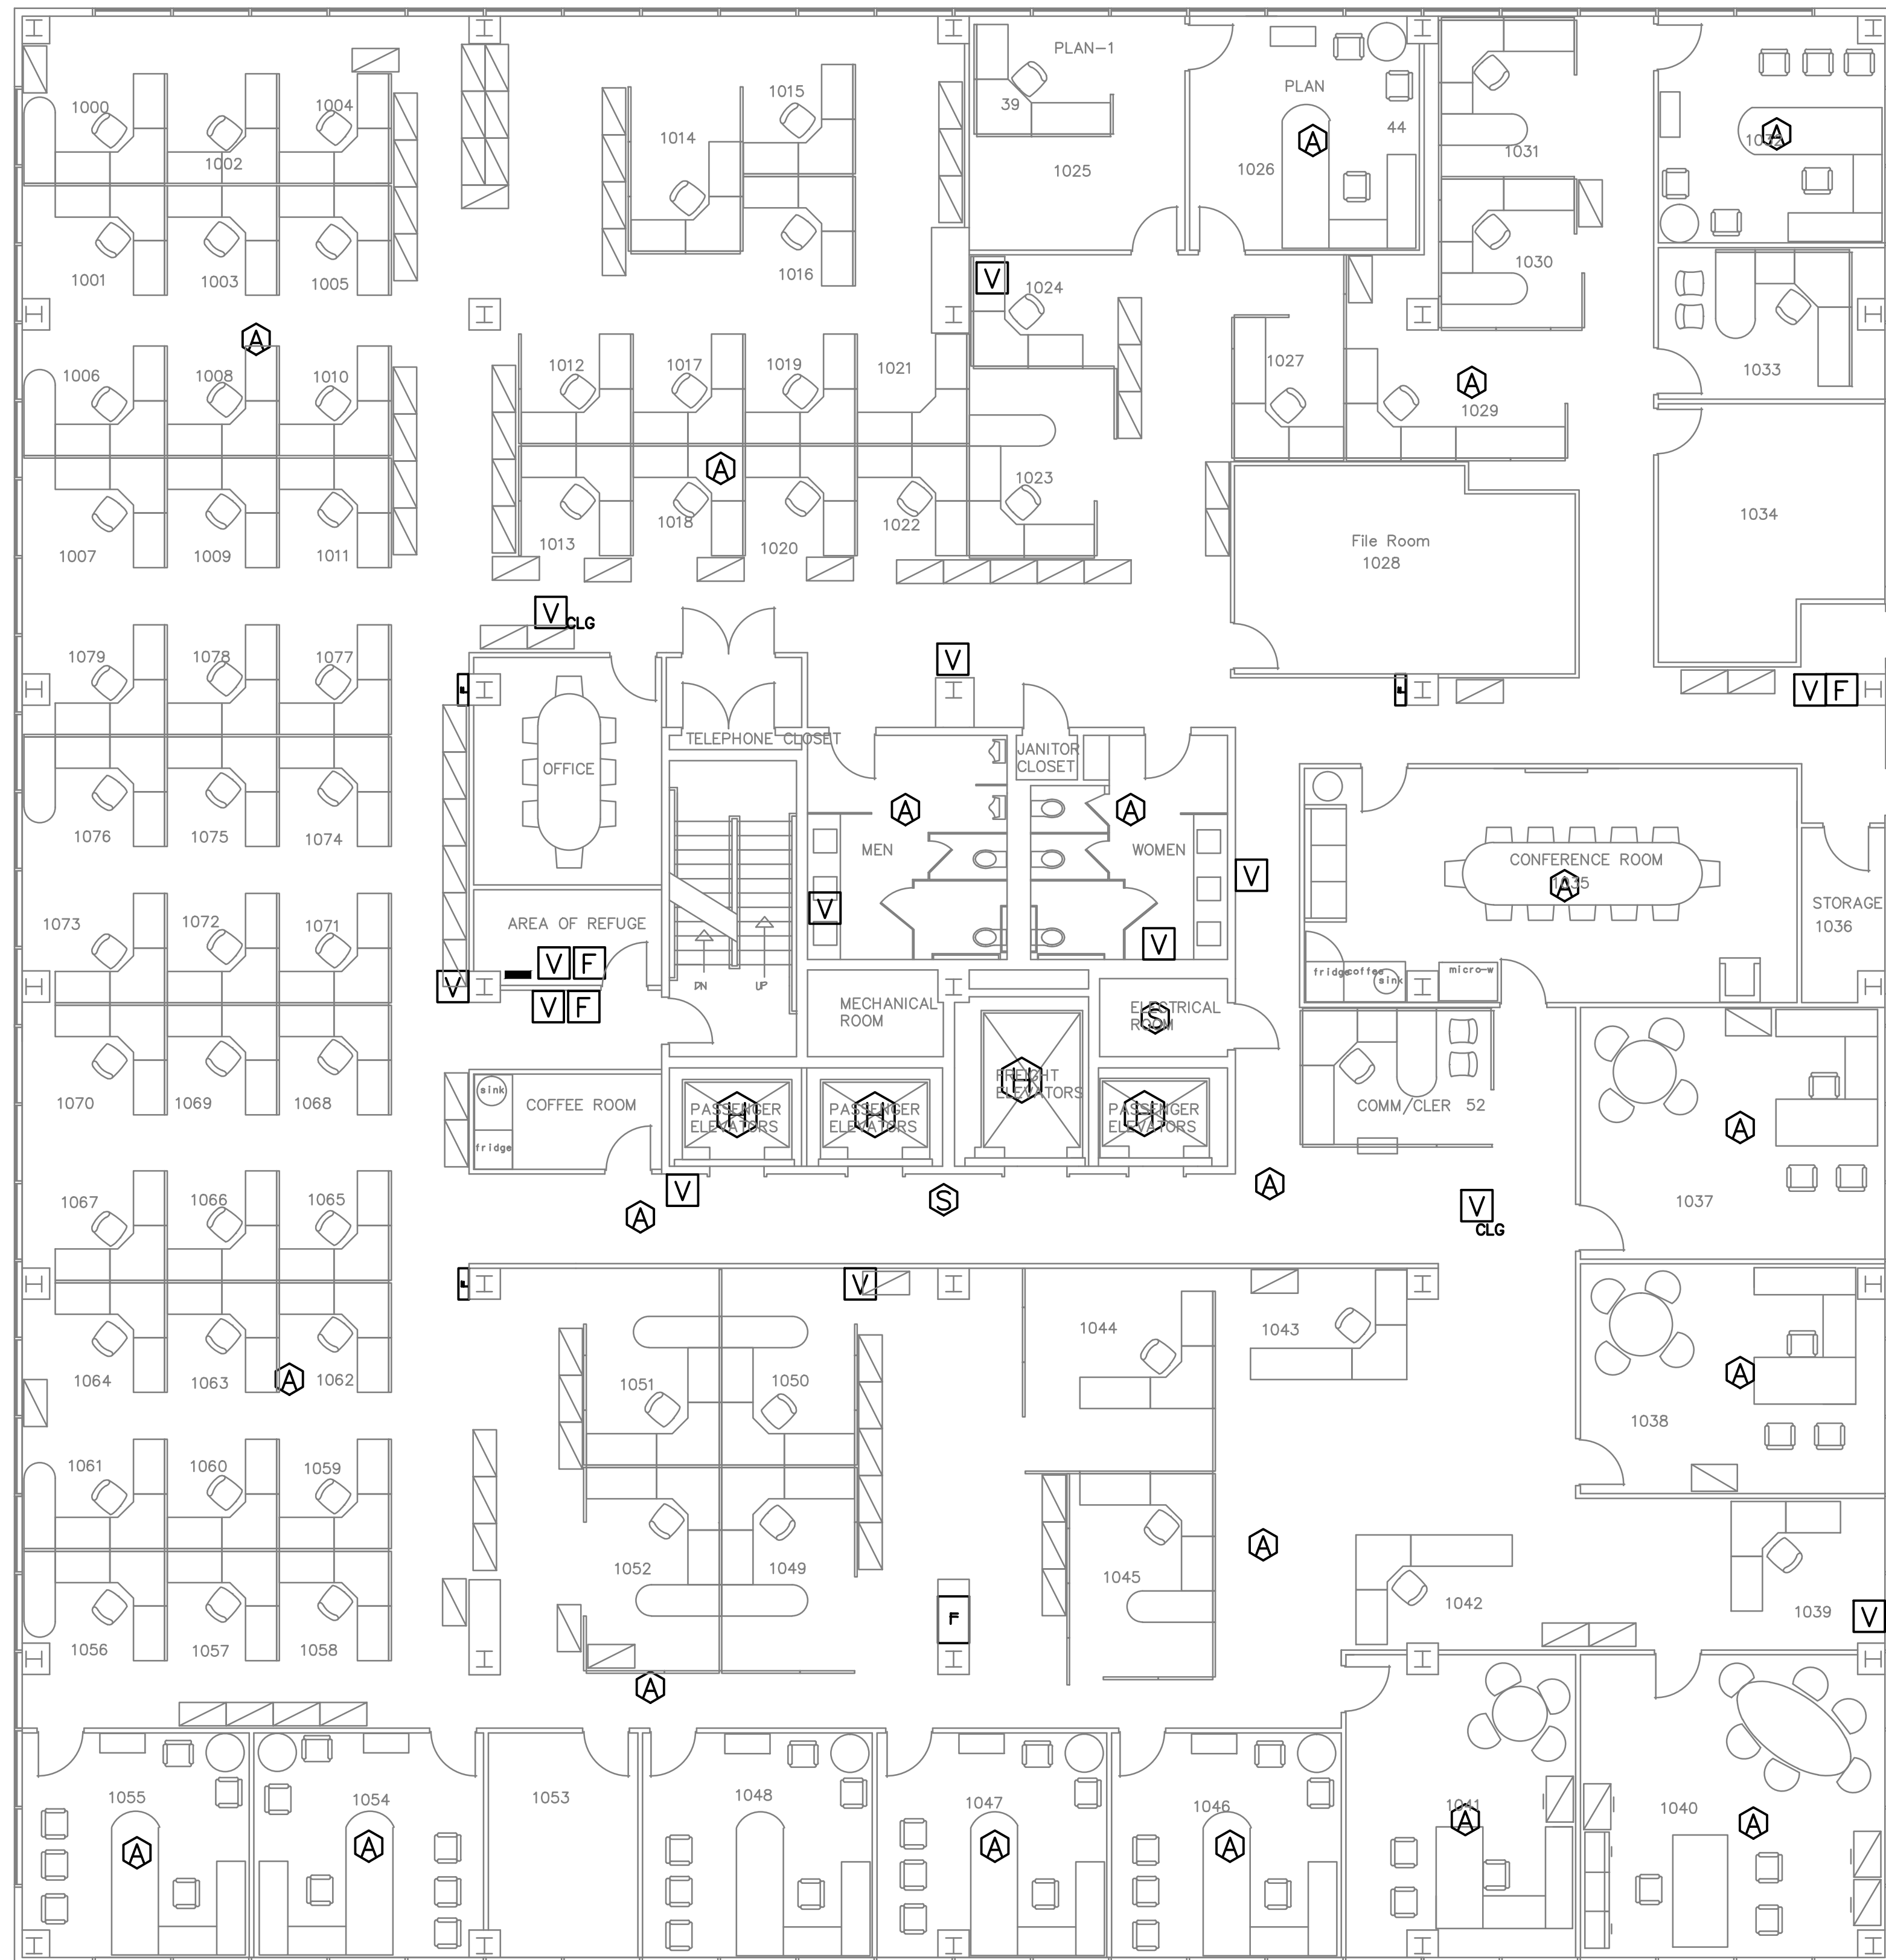 PLAN-1
39
1025
PLAN
44
1026
A
1031
1032
A
1000
1002
1004
1001
1003
1005
1014
1015
1016
V
1024
1030
1033
A
1006
1008
1010
1007
1009
1011
1012
1017
1019
1021
A
1013
1018
1020
1022
1023
1027
A
1029
File Room
1028
1034
V
CLG
V
F
F
V
F
1079
1078
1077
1076
1075
1074
OFFICE
TELEPHONE CLOSET
JANITOR
CLOSET
A
A
MEN
WOMEN
V
V
V
CONFERENCE ROOM
1035
A
STORAGE
1036
fridge
coffee
sink
micro-w
1073
1072
1071
1070
1069
1068
AREA OF REFUGE
V
F
V
V
F
DN
UP
MECHANICAL
ROOM
ELECTRICAL
ROOM
S
sink
COFFEE ROOM
fridge
PASSENGER
ELEVATORS
H
PASSENGER
ELEVATORS
H
FREIGHT
ELEVATORS
H
PASSENGER
ELEVATORS
H
COMM/CLER 52
A
1037
V
A
S
A
V
CLG
1067
1066
1065
1064
1063
A
1062
F
V
1051
1050
1052
1049
1044
1043
1038
A
1061
1060
1059
1056
1057
1058
F
1045
A
1042
1039
V
A
1055
A
1054
A
1053
1048
1047
A
1046
A
1041
A
1040
A